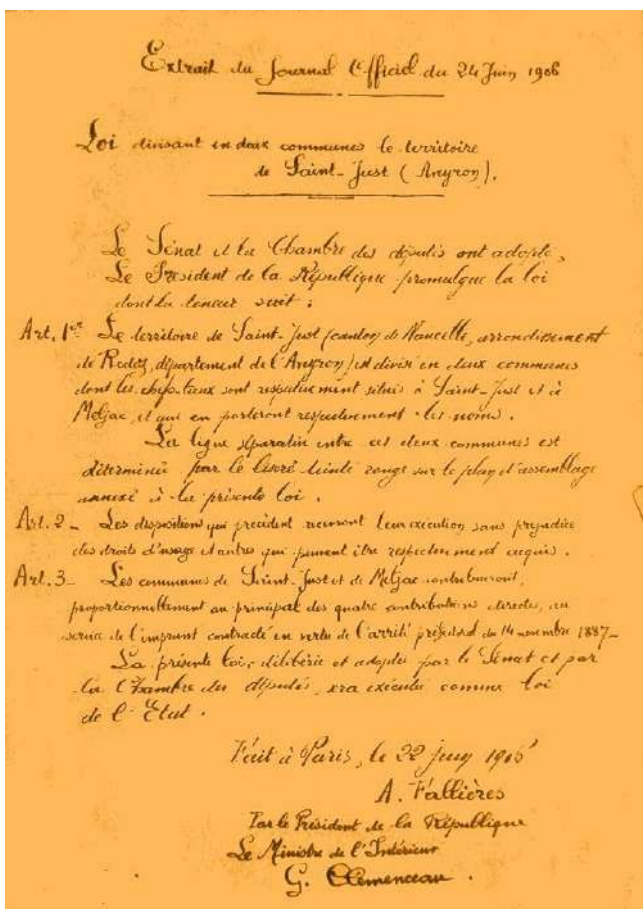 Extrait du Journal Officiel du 24 Juin 1906
Loi divisant en deux communes le territoire
de Saint-Just (Aveyron).
Le Sénat et la Chambre des députés ont adopté,
Le Président de la République promulgue la loi
dont la teneur suit :
Art. 1er Le territoire de Saint-Just (canton de Naucelle, arrondissement
de Rodez, département de l'Aveyron) est divisé en deux communes
dont les chefs-lieux sont respectivement situés à Saint-Just et à
Meljac, et qui en porteront respectivement les noms.
La ligne séparative entre ces deux communes est
déterminée par le liseré teinté rouge sur le plan d'assemblage
annexé à la présente loi.
Art. 2 - Les dispositions qui précèdent recevront leur exécution sans préjudice
des droits d'usage et autres qui peuvent être respectivement acquis.
Art. 3 - Les communes de Saint-Just et de Meljac contribueront,
proportionnellement au principal des quatre contributions directes, au
service de l'emprunt contracté en vertu de l'arrêté préfectoral du 14 novembre 1887-
La présente loi, délibérée et adoptée par le Sénat et par
la Chambre des députés, sera exécutée comme loi
de l'Etat.
Fait à Paris, le 22 juin 1906
A. Fallières
Par le Président de la République
Le Ministre de l'Intérieur
G. Clemenceau.